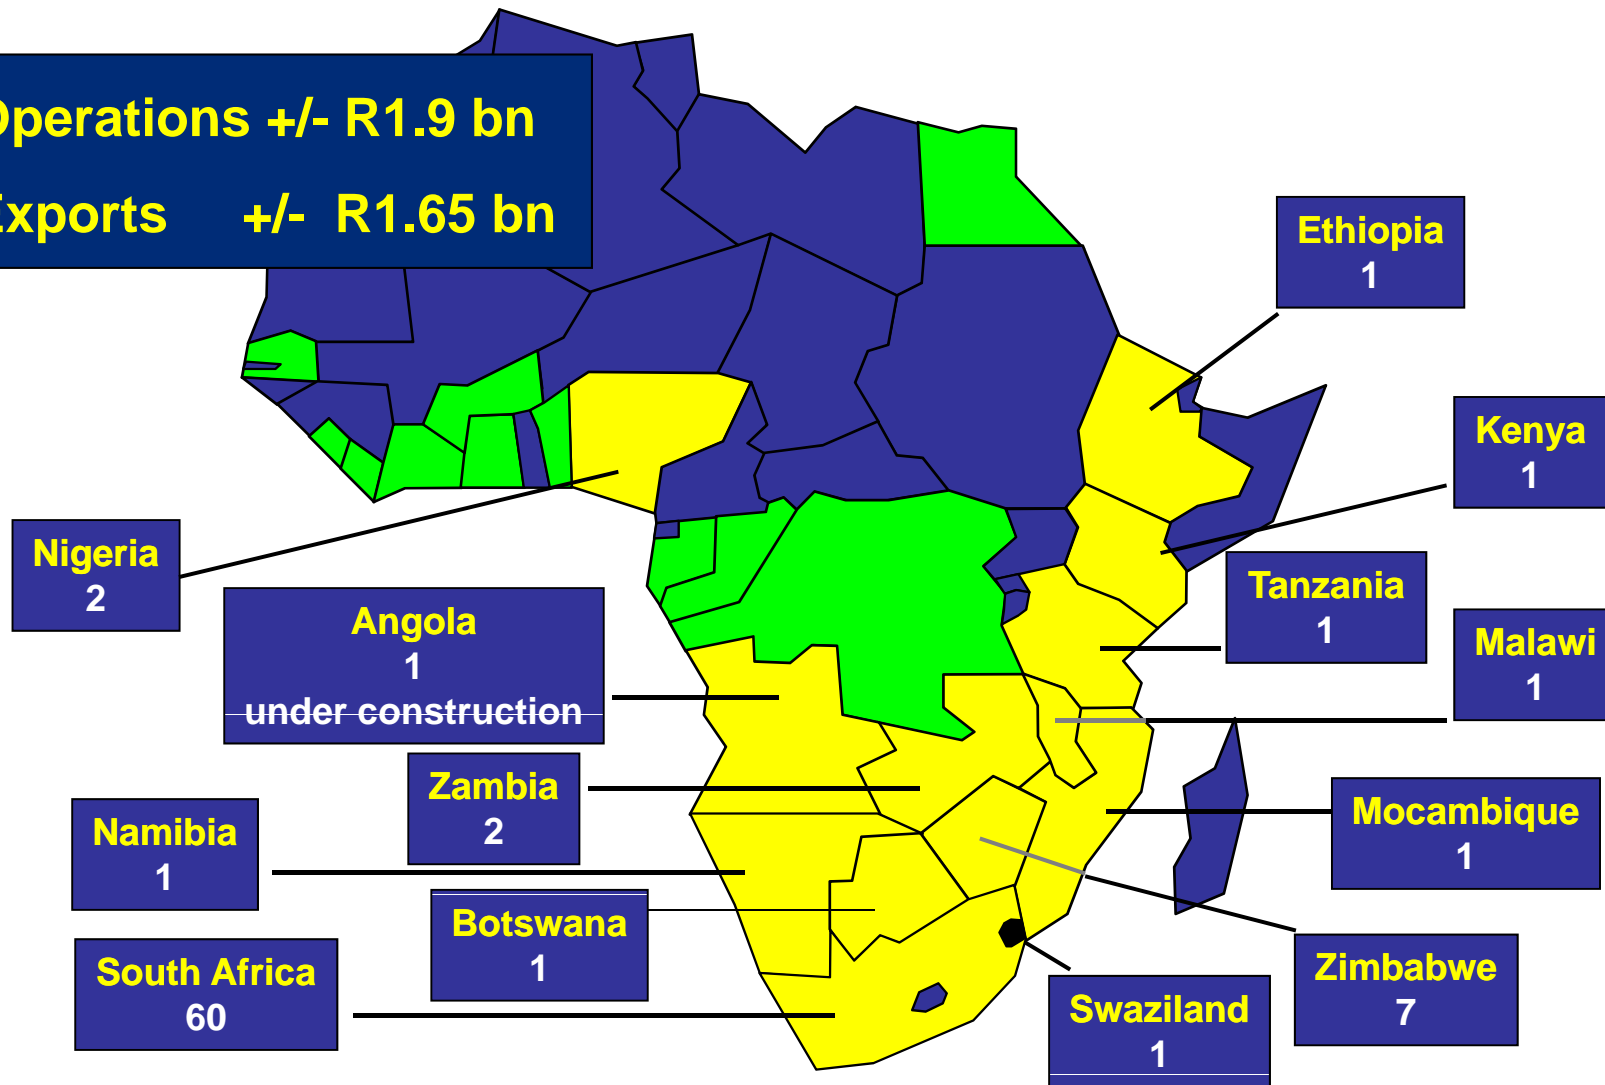 Operations +/- R1.9 bn
Exports +/- R1.65 bn
Ethiopia
1
Kenya
1
Nigeria
2
Tanzania
1
Angola
1
under construction
Malawi
1
Zambia
2
Mocambique
1
Namibia
1
Botswana
1
South Africa
60
Zimbabwe
7
Swaziland
1